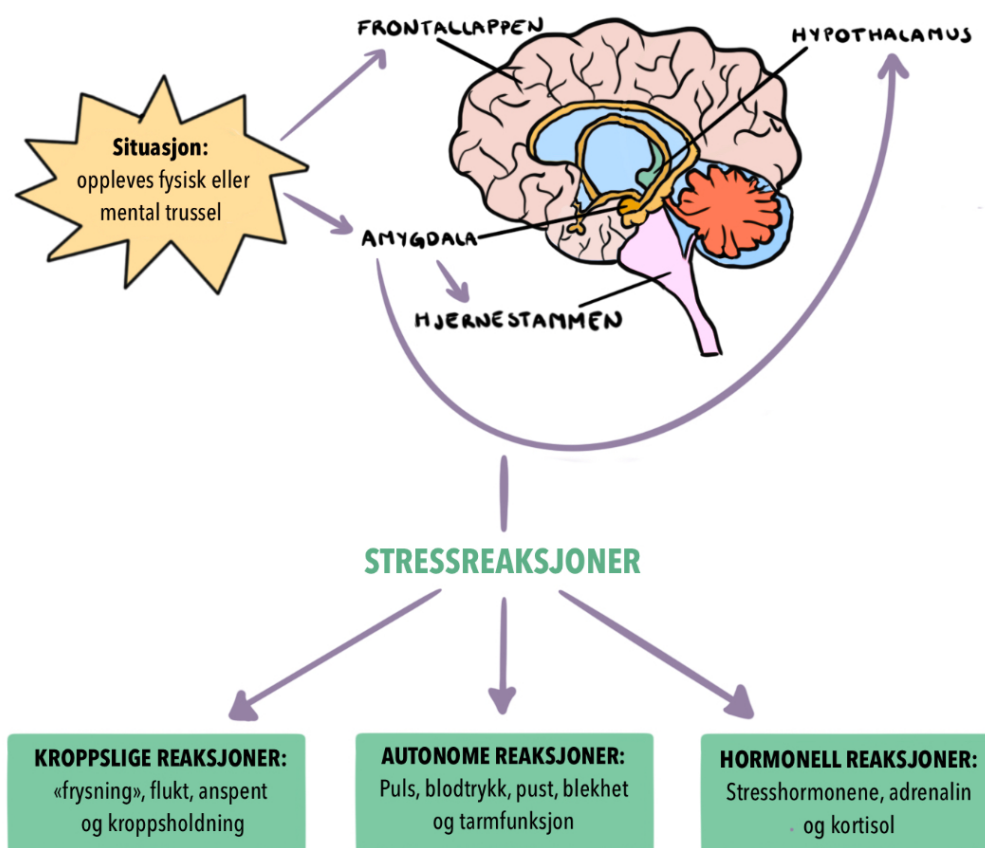 FRONTALLAPPEN
HYPOTHALAMUS
Situasjon:
oppleves fysisk eller
mental trussel
AMYGDALA
HJERNESTAMMEN
STRESSREAKSJONER
KROPPSLIGE REAKSJONER:
«frysning», flukt, anspent
og kroppsholdning
AUTONOME REAKSJONER:
Puls, blodtrykk, pust, blekhet
og tarmfunksjon
HORMONELL REAKSJONER:
Stresshormonene, adrenalin
og kortisol